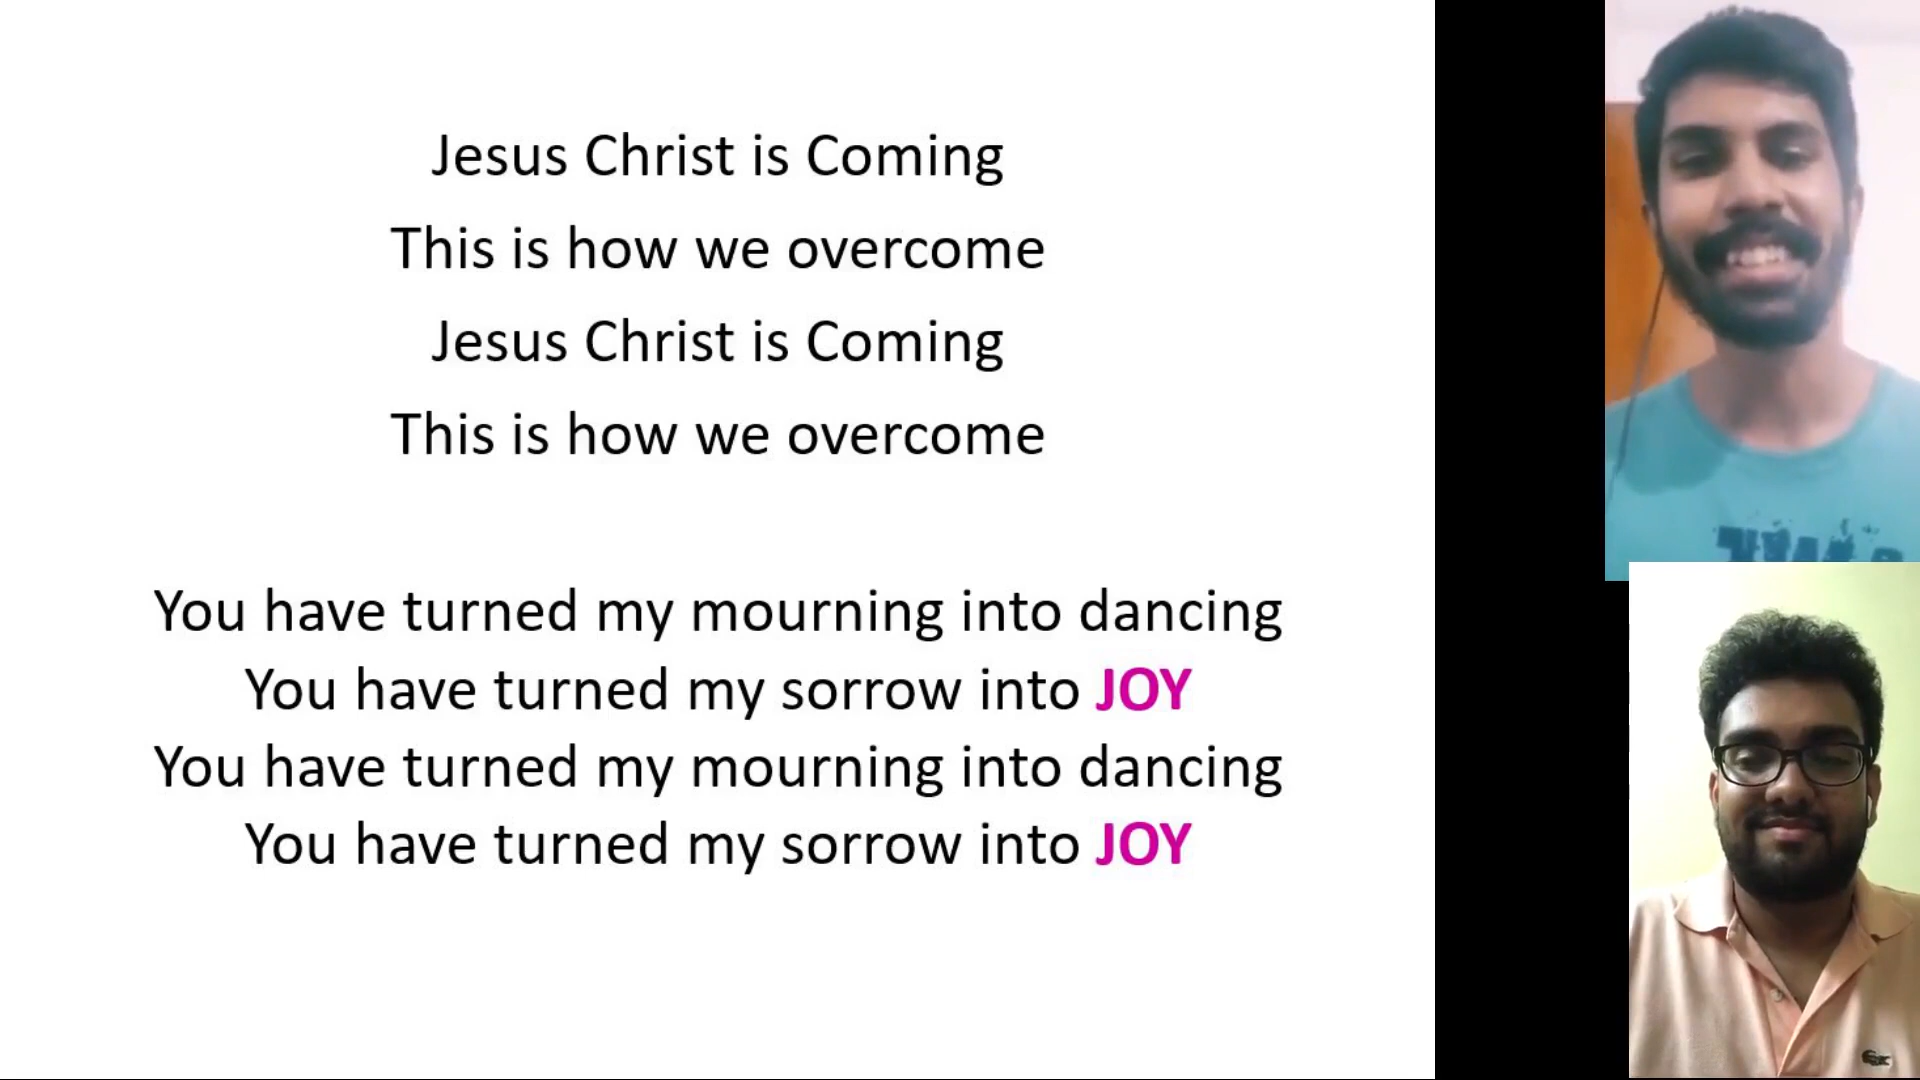 Jesus Christ is Coming
This is how we overcome
Jesus Christ is Coming
This is how we overcome
You have turned my mourning into dancing
You have turned my sorrow into JOY
You have turned my mourning into dancing
You have turned my sorrow into JOY